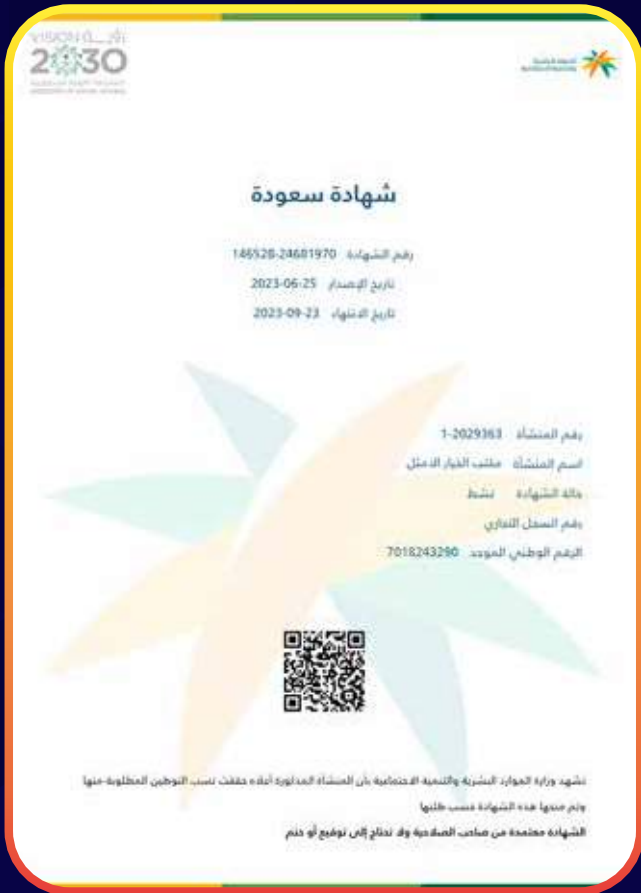 VISION رؤية
2030
شهادة سعودة
رقم الشهادة 146528-24681970
تاريخ الإصدار 2023-06-25
تاريخ الانتهاء 2023-09-23
رقم المنشأة 1-2029363
اسم المنشأة مكتب الخيار الامثل
حالة الشهادة نشط
رقم السجل التجاري
الرقم الوطني الموحد 7018243290
تشهد وزارة الموارد البشرية والتنمية الاجتماعية بأن المنشأة المذكورة أعلاه حققت نسب التوطين المطلوبة منها
وتم منحها هذه الشهادة حسب طلبها
الشهادة معتمدة من صاحب الصلاحية ولا تحتاج إلى توقيع أو ختم